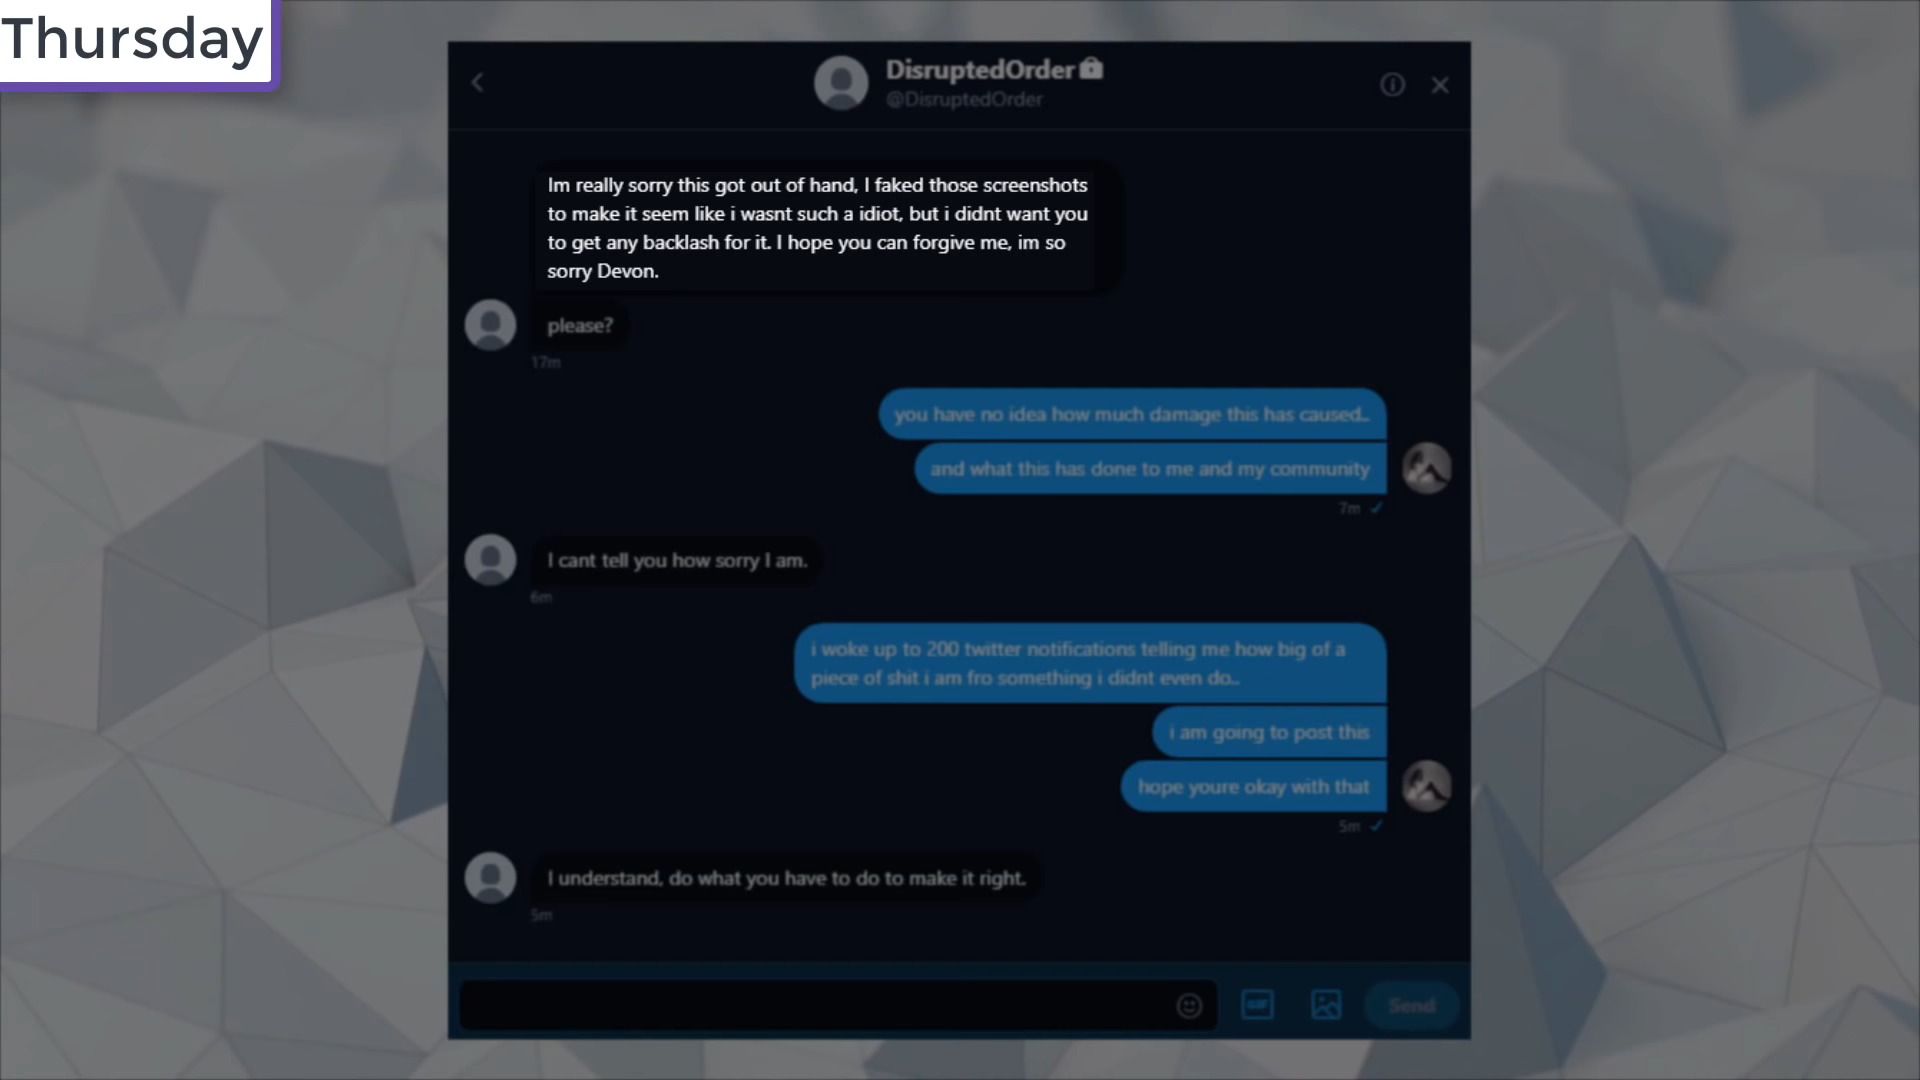 Thursday
DisruptedOrder
@DisruptedOrder
Im really sorry this got out of hand, I faked those screenshots
to make it seem like i wasnt such a idiot, but i didnt want you
to get any backlash for it. I hope you can forgive me, im so
sorry Devon.
please?
17m
you have no idea how much damage this has caused..
and what this has done to me and my community
7m
I cant tell you how sorry I am.
6m
i woke up to 200 twitter notifications telling me how big of a
piece of shit i am fro something i didnt even do..
i am going to post this
hope youre okay with that
5m
I understand, do what you have to do to make it right.
5m
GIF
Send